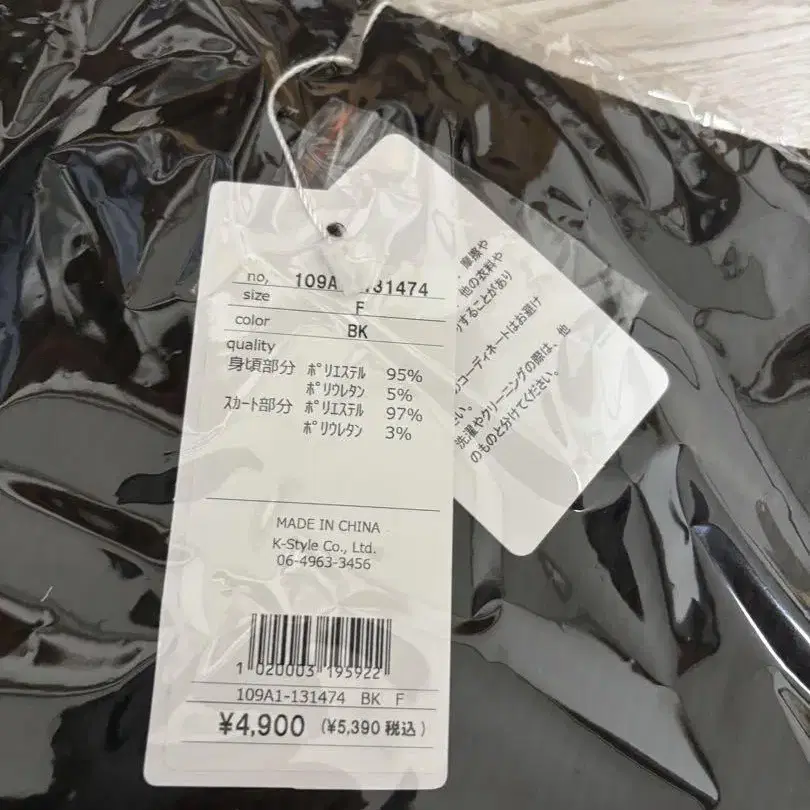 no, 109A1-131474
size F
color BK
quality
身頃部分 ﾎﾟﾘｴｽﾃﾙ 95%
ﾎﾟﾘｳﾚﾀﾝ 5%
ｽｶｰﾄ部分 ﾎﾟﾘｴｽﾃﾙ 97%
ﾎﾟﾘｳﾚﾀﾝ 3%
MADE IN CHINA
K-Style Co., Ltd.
06-4963-3456
1 020003 195922
109A1-131474 BK F
¥4,900 (¥5,390 税込)
摩擦や
他の衣料や
することがあり
コーディネートはお避け
さい。
洗濯やクリーニングの際は、他
のものと分けてください。